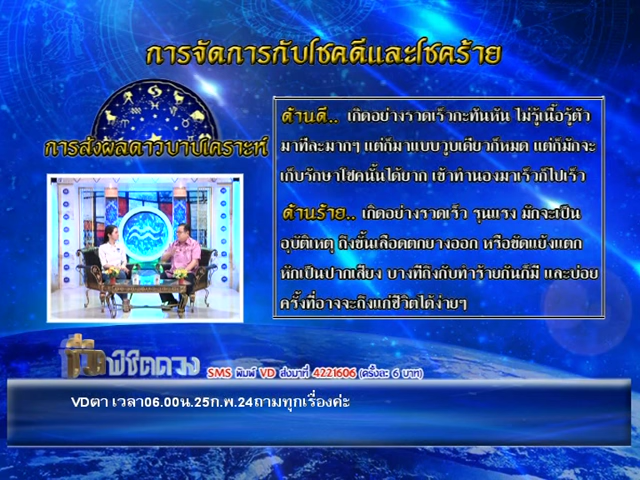 การจัดการกับโชคดีและโชคร้าย
การส่งผลดาวบาปเคราะห์
ด้านดี.. เกิดอย่างรวดเร็วกะทันหัน ไม่รู้เนื้อรู้ตัว
มาทีละมากๆ แต่ก็มาแบบวูบเดียวก็หมด แต่ก็มักจะ
เก็บรักษาโชคนั้นได้ยาก เข้าทำนองมาเร็วก็ไปเร็ว
ด้านร้าย.. เกิดอย่างรวดเร็ว รุนแรง มักจะเป็น
อุบัติเหตุ ถึงขั้นเลือดตกยางออก หรือขัดแย้งแตก
หักเป็นปากเสียง บางทีถึงกับทำร้ายกันก็มี และบ่อย
ครั้งที่อาจจะถึงแก่ชีวิตได้ง่ายๆ
พิชิตดวง
SMS พิมพ์ VD ส่งมาที่ 4221606 (ครั้งละ 6 บาท)
VDตา เวลา06.00น.25ก.พ.24ถามทุกเรื่องค่ะ